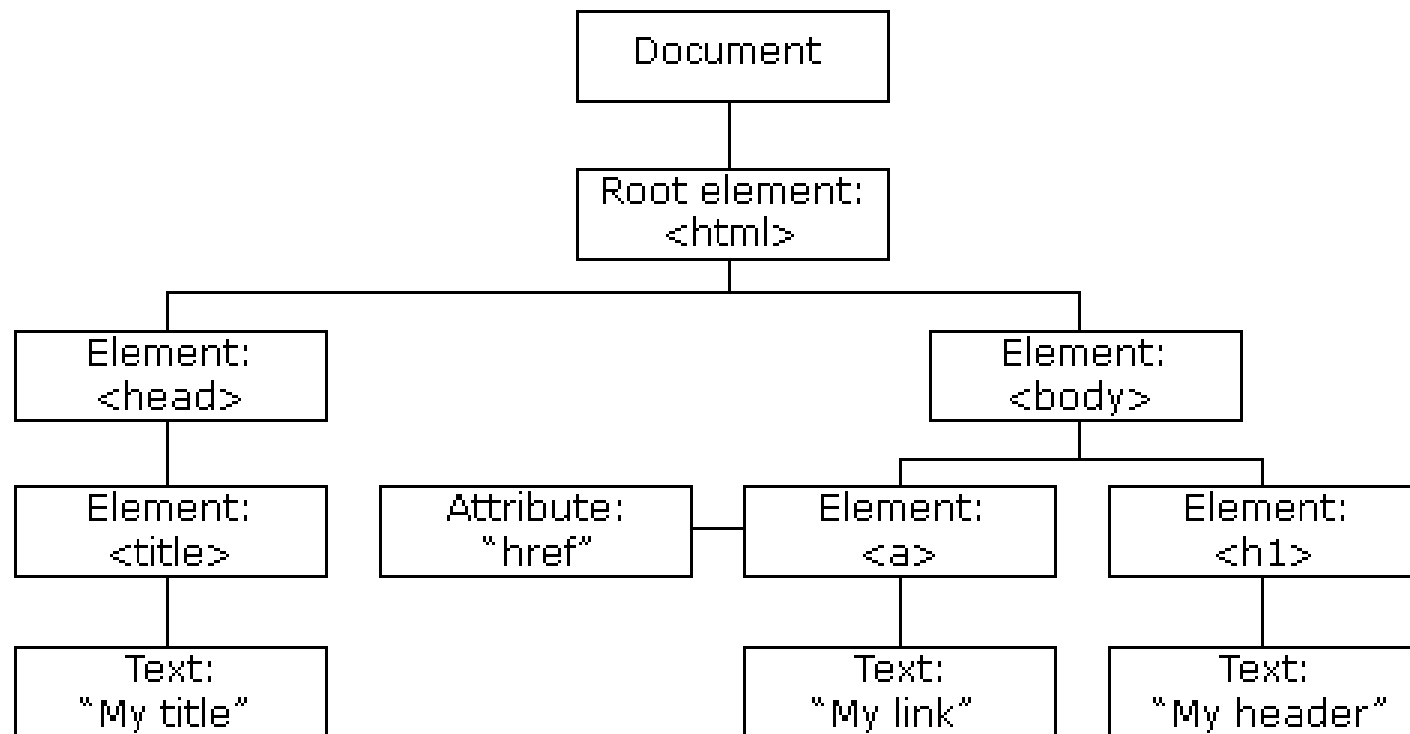 Document
Root element:
<html>
Element:
<head>
Element:
<body>
Element:
<title>
Attribute:
“href”
Element:
<a>
Element:
<h1>
Text:
“My title”
Text:
“My link”
Text:
“My header”